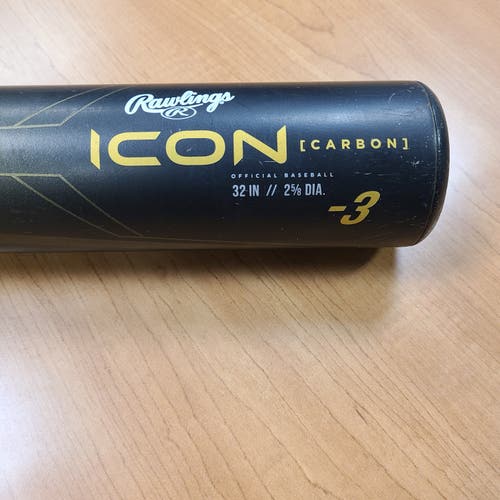 Rawlings
R
ICON [CARBON]
OFFICIAL BASEBALL
32 IN // 2⅝ DIA.
-3